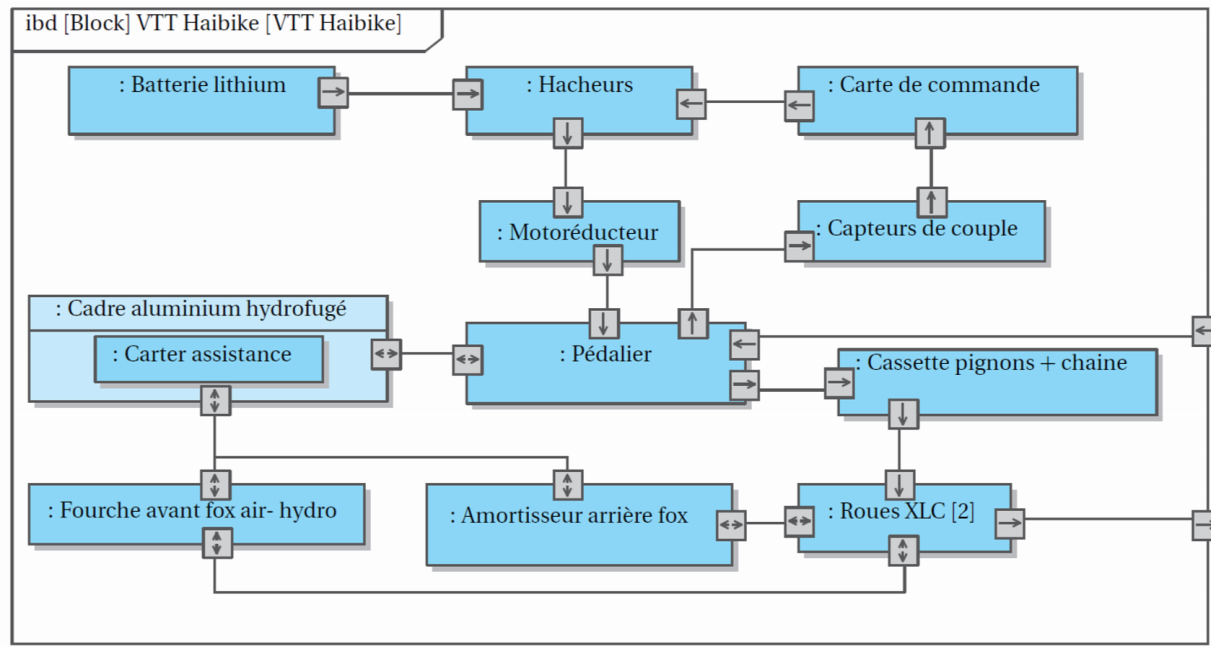 ibd [Block] VTT Haibike [VTT Haibike]
: Batterie lithium
: Hacheurs
: Carte de commande
: Motoréducteur
: Capteurs de couple
: Cadre aluminium hydrofugé
: Carter assistance
: Pédalier
: Cassette pignons + chaine
: Fourche avant fox air- hydro
: Amortisseur arrière fox
: Roues XLC [2]